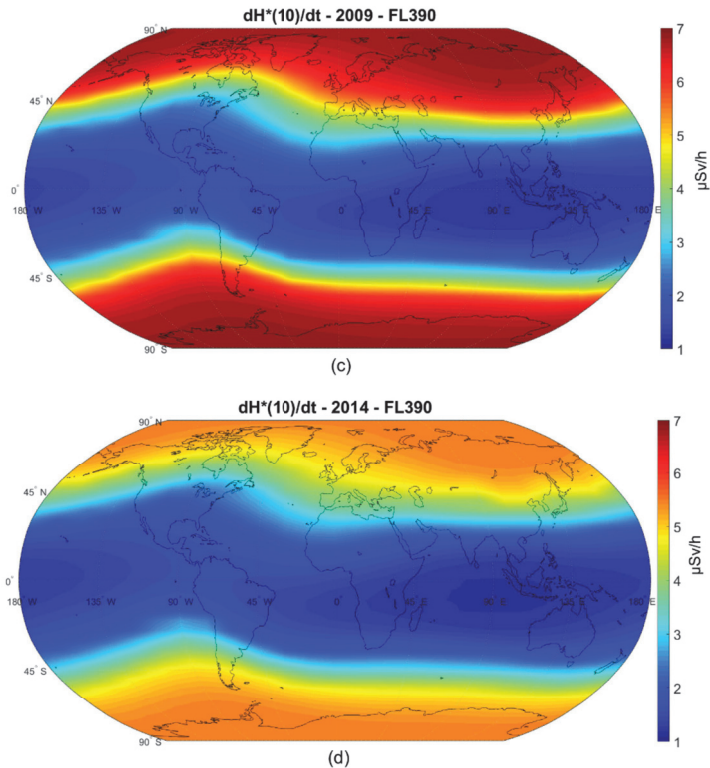 dH*(10)/dt - 2009 - FL390
90° N
45° N
0°
180° W 135° W 90° W 45° W 0° 45° E 90° E 135° E 180° E
45° S
90° S
7
6
5
4
3
2
1
µSv/h
(c)
dH*(10)/dt - 2014 - FL390
90° N
45° N
0°
180° W 135° W 90° W 45° W 0° 45° E 90° E 135° E 180° E
45° S
90° S
7
6
5
4
3
2
1
µSv/h
(d)